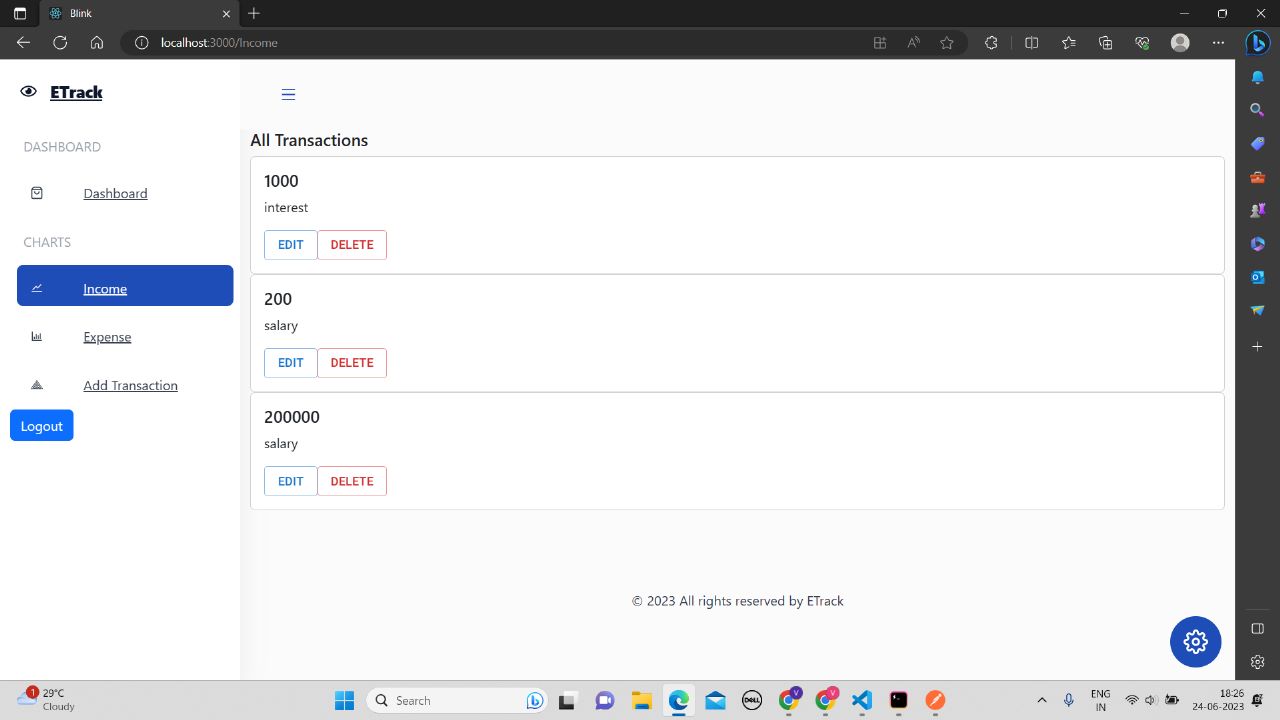 Blink
localhost:3000/Income
ETrack
DASHBOARD
Dashboard
CHARTS
Income
Expense
Add Transaction
Logout
All Transactions
1000
interest
EDIT DELETE
200
salary
EDIT DELETE
200000
salary
EDIT DELETE
© 2023 All rights reserved by ETrack
1
29°C
Cloudy
Search
DELL
V
V
ENG
IN
18:26
24-06-2023